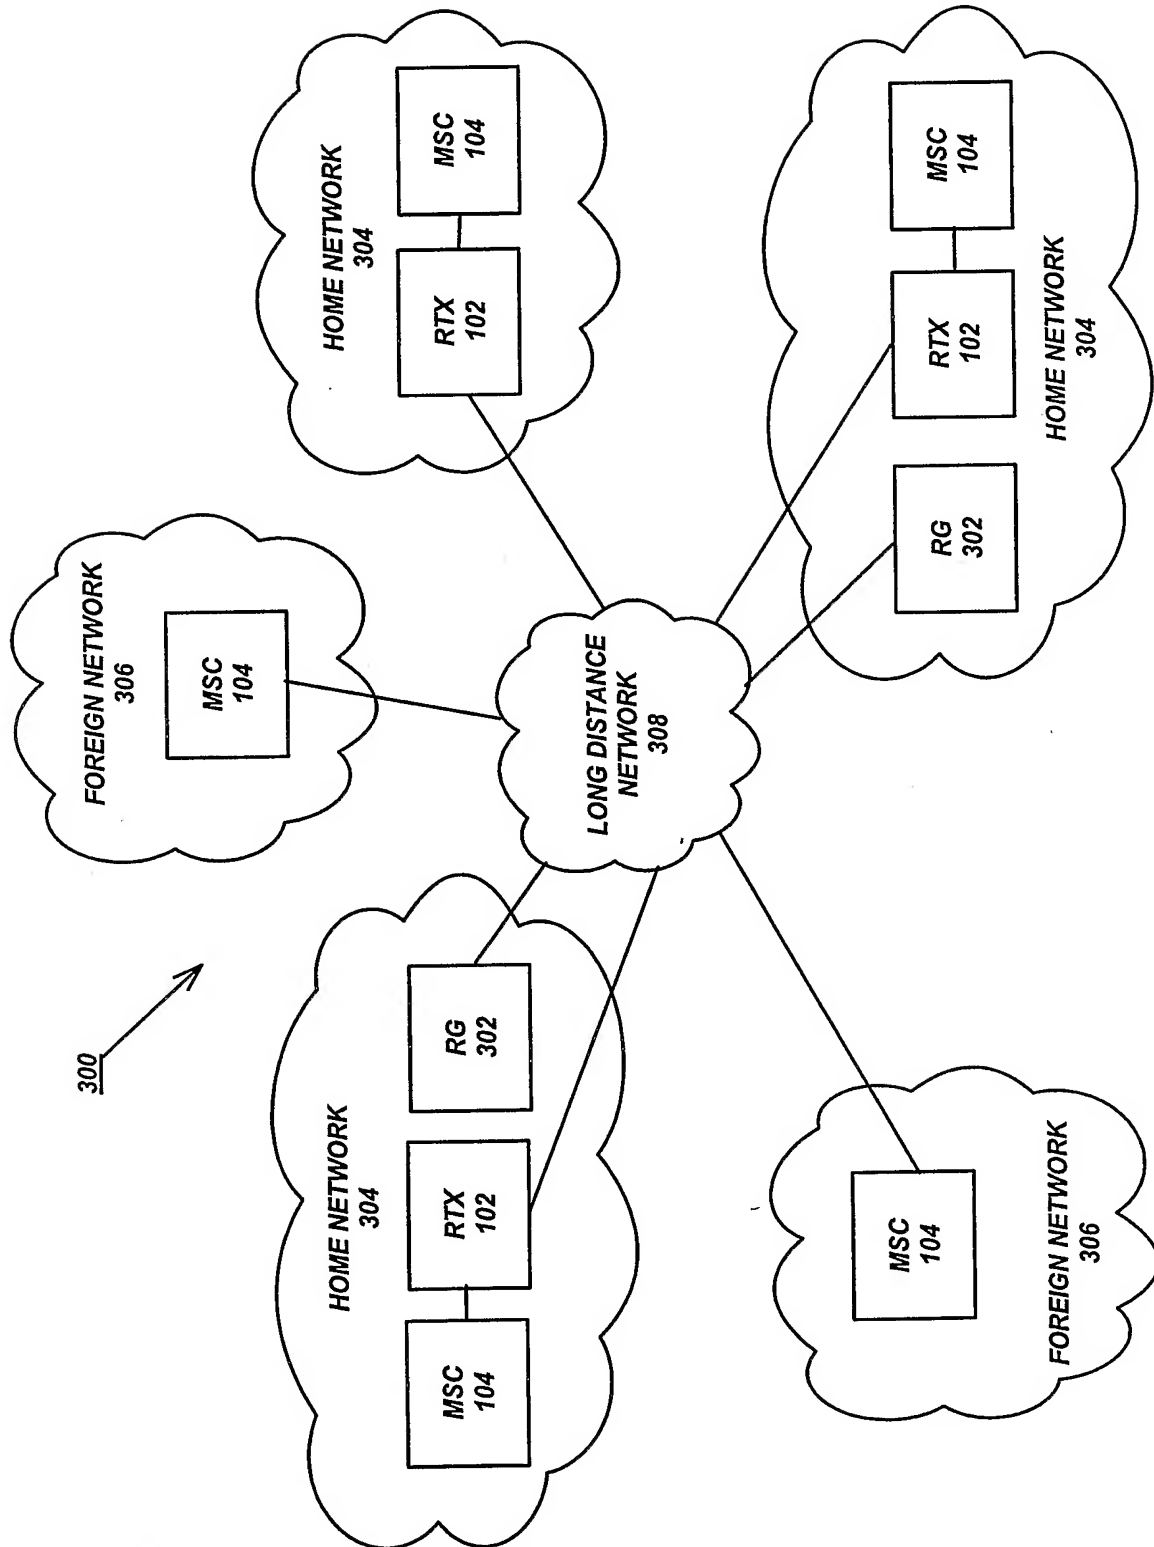 300
HOME NETWORK
304
MSC
104
RTX
102
RG
302
FOREIGN NETWORK
306
MSC
104
HOME NETWORK
304
RTX
102
MSC
104
LONG DISTANCE
NETWORK
308
MSC
104
FOREIGN NETWORK
306
RG
302
RTX
102
MSC
104
HOME NETWORK
304